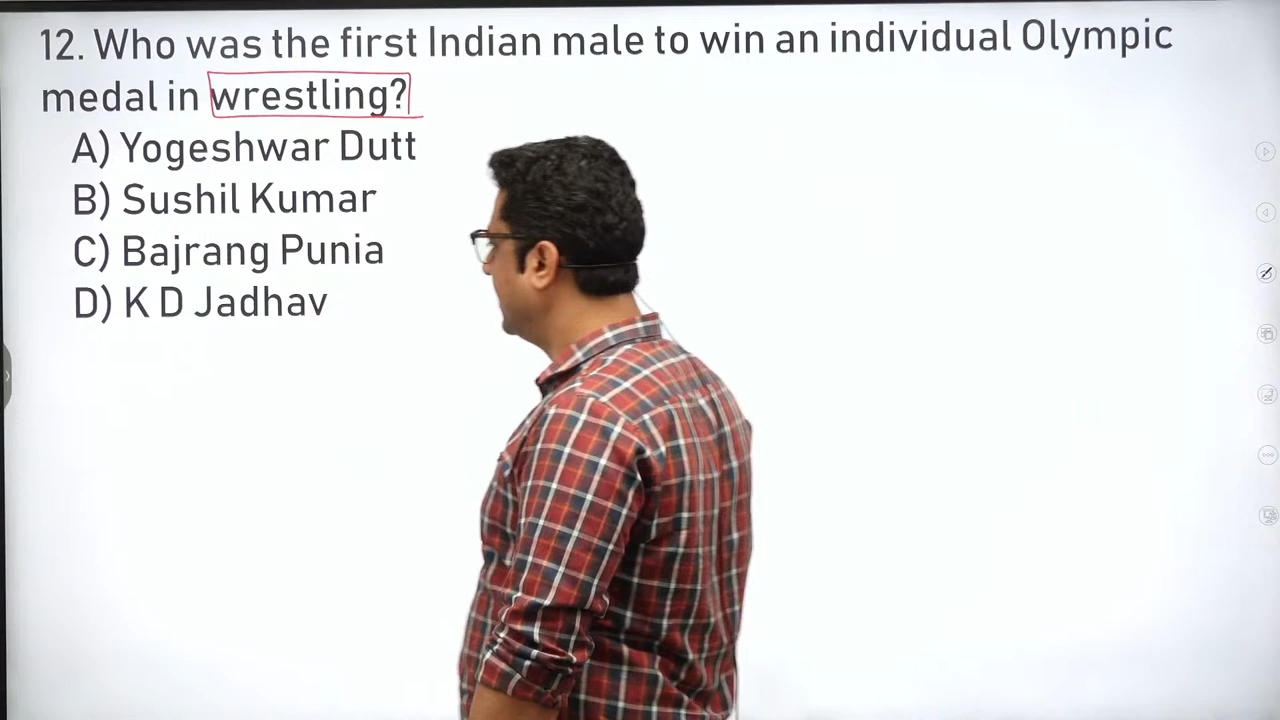 12. Who was the first Indian male to win an individual Olympic
medal in wrestling?
A) Yogeshwar Dutt
B) Sushil Kumar
C) Bajrang Punia
D) K D Jadhav